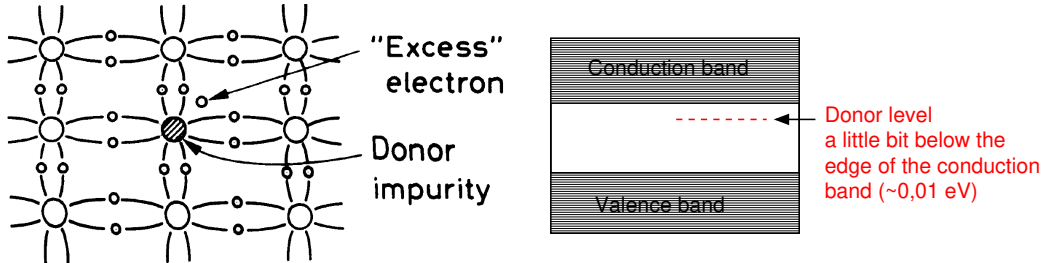 "Excess"
electron
Donor
impurity
Conduction band
Valence band
Donor level
a little bit below the
edge of the conduction
band (~0,01 eV)